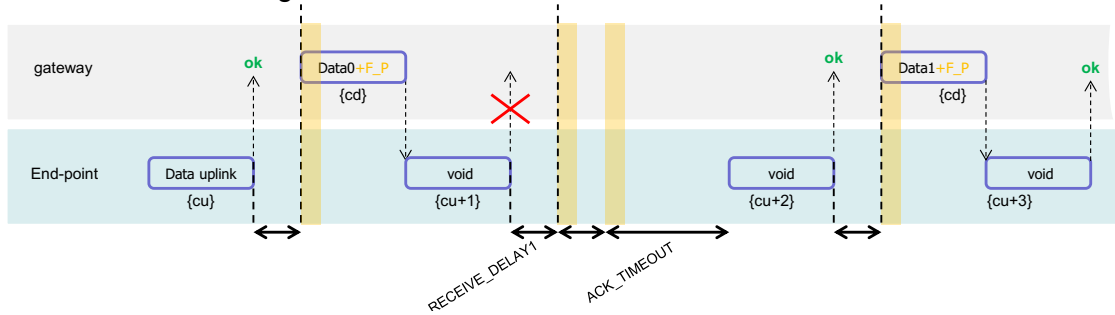 ok
ok
ok
gateway
Data0+F_P
Data1+F_P
{cd}
{cd}
End-point
Data uplink
void
void
void
{cu}
{cu+1}
{cu+2}
{cu+3}
RECEIVE_DELAY1
ACK_TIMEOUT